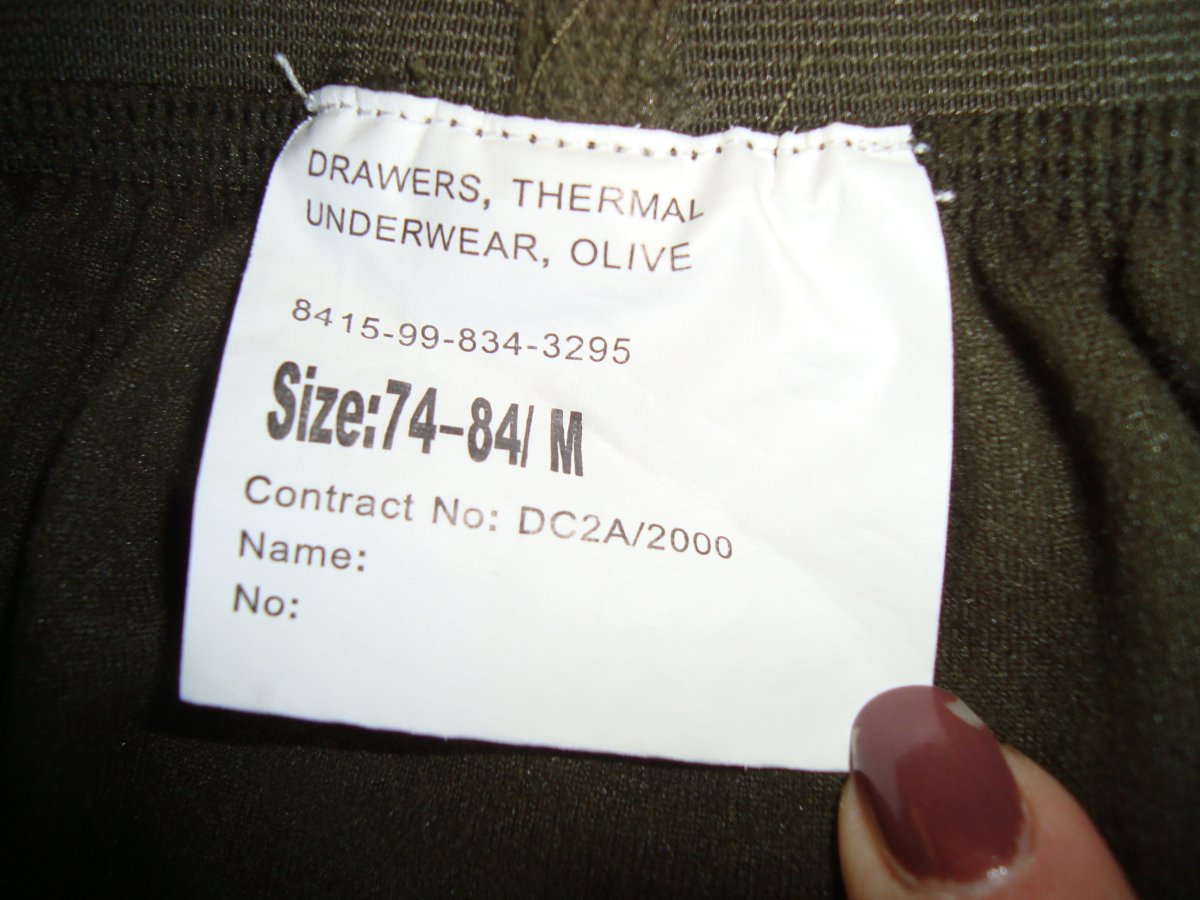 DRAWERS, THERMAL
UNDERWEAR, OLIVE
8415-99-834-3295
Size:74-84/ M
Contract No: DC2A/2000
Name:
No: